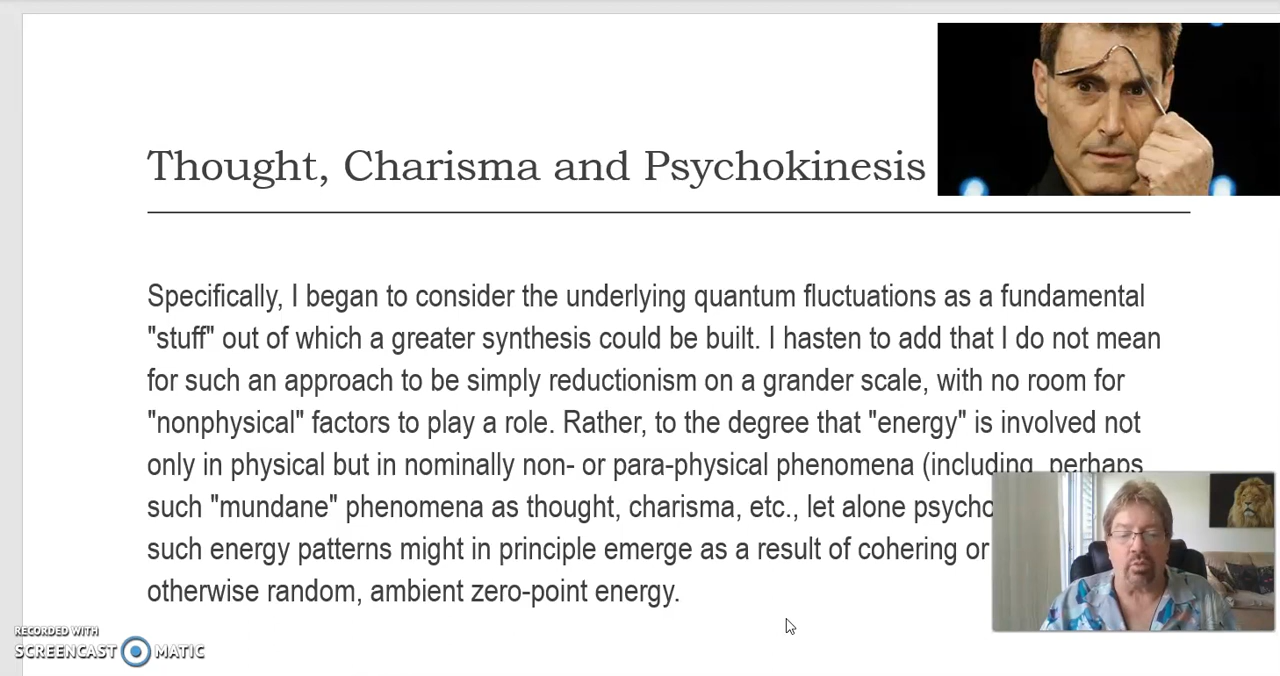 Thought, Charisma and Psychokinesis
Specifically, I began to consider the underlying quantum fluctuations as a fundamental
"stuff" out of which a greater synthesis could be built. I hasten to add that I do not mean
for such an approach to be simply reductionism on a grander scale, with no room for
"nonphysical" factors to play a role. Rather, to the degree that "energy" is involved not
only in physical but in nominally non- or para-physical phenomena (including, perhaps
such "mundane" phenomena as thought, charisma, etc., let alone psycho
such energy patterns might in principle emerge as a result of cohering or
otherwise random, ambient zero-point energy.
RECORDED WITH
SCREENCAST MATIC